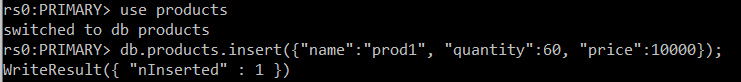 rs0:PRIMARY> use products
switched to db products
rs0:PRIMARY> db.products.insert({"name":"prod1", "quantity":60, "price":10000});
WriteResult({ "nInserted" : 1 })